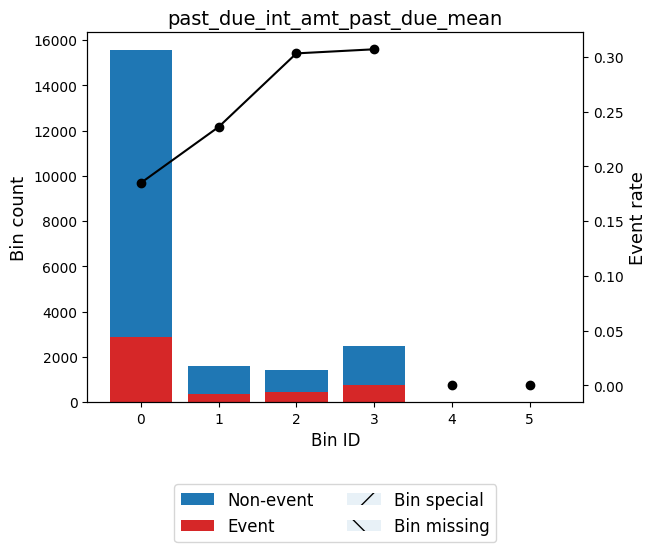 past_due_int_amt_past_due_mean
16000
14000
12000
10000
8000
6000
4000
2000
0
Bin count
0.30
0.25
0.20
0.15
0.10
0.05
0.00
Event rate
0 1 2 3 4 5
Bin ID
Non-event Bin special
Event Bin missing